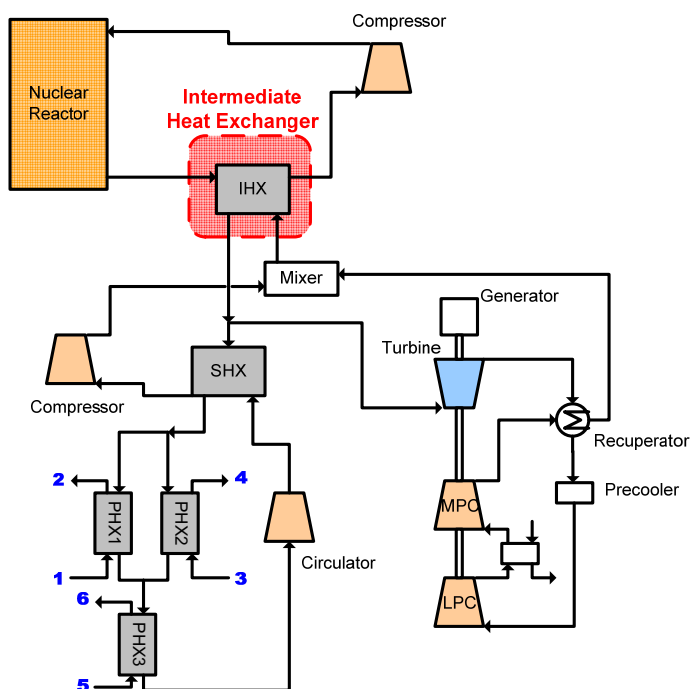 Compressor
Nuclear
Reactor
Intermediate
Heat Exchanger
IHX
Mixer
Generator
Turbine
SHX
Compressor
Recuperator
Precooler
2
4
PHX1
PHX2
MPC
Circulator
1
3
6
LPC
PHX3
5